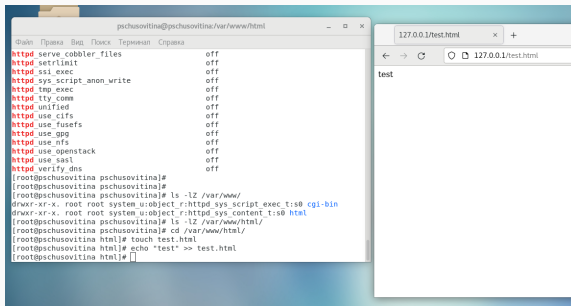 pschusovitina@pschusovitina:/var/www/html
Файл Правка Вид Поиск Терминал Справка
httpd_serve_cobbler_files off
httpd_setrlimit off
httpd_ssi_exec off
httpd_sys_script_anon_write off
httpd_tmp_exec off
httpd_tty_comm off
httpd_unified off
httpd_use_cifs off
httpd_use_fusefs off
httpd_use_gpg off
httpd_use_nfs off
httpd_use_openstack off
httpd_use_sasl off
httpd_verify_dns off
[root@pschusovitina pschusovitina]#
[root@pschusovitina pschusovitina]#
[root@pschusovitina pschusovitina]# ls -lZ /var/www/
drwxr-xr-x. root root system_u:object_r:httpd_sys_script_exec_t:s0 cgi-bin
drwxr-xr-x. root root system_u:object_r:httpd_sys_content_t:s0 html
[root@pschusovitina pschusovitina]# ls -lZ /var/www/html/
[root@pschusovitina pschusovitina]# cd /var/www/html/
[root@pschusovitina html]# touch test.html
[root@pschusovitina html]# echo "test" >> test.html
[root@pschusovitina html]#
127.0.0.1/test.html
127.0.0.1/test.html
test